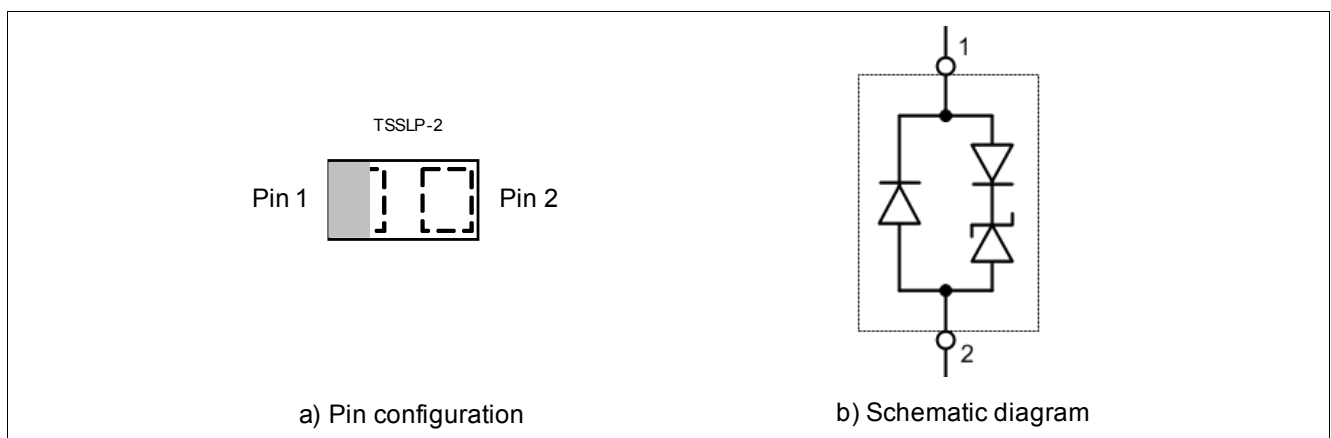 TSSLP-2
Pin 1
Pin 2
a) Pin configuration
1
2
b) Schematic diagram